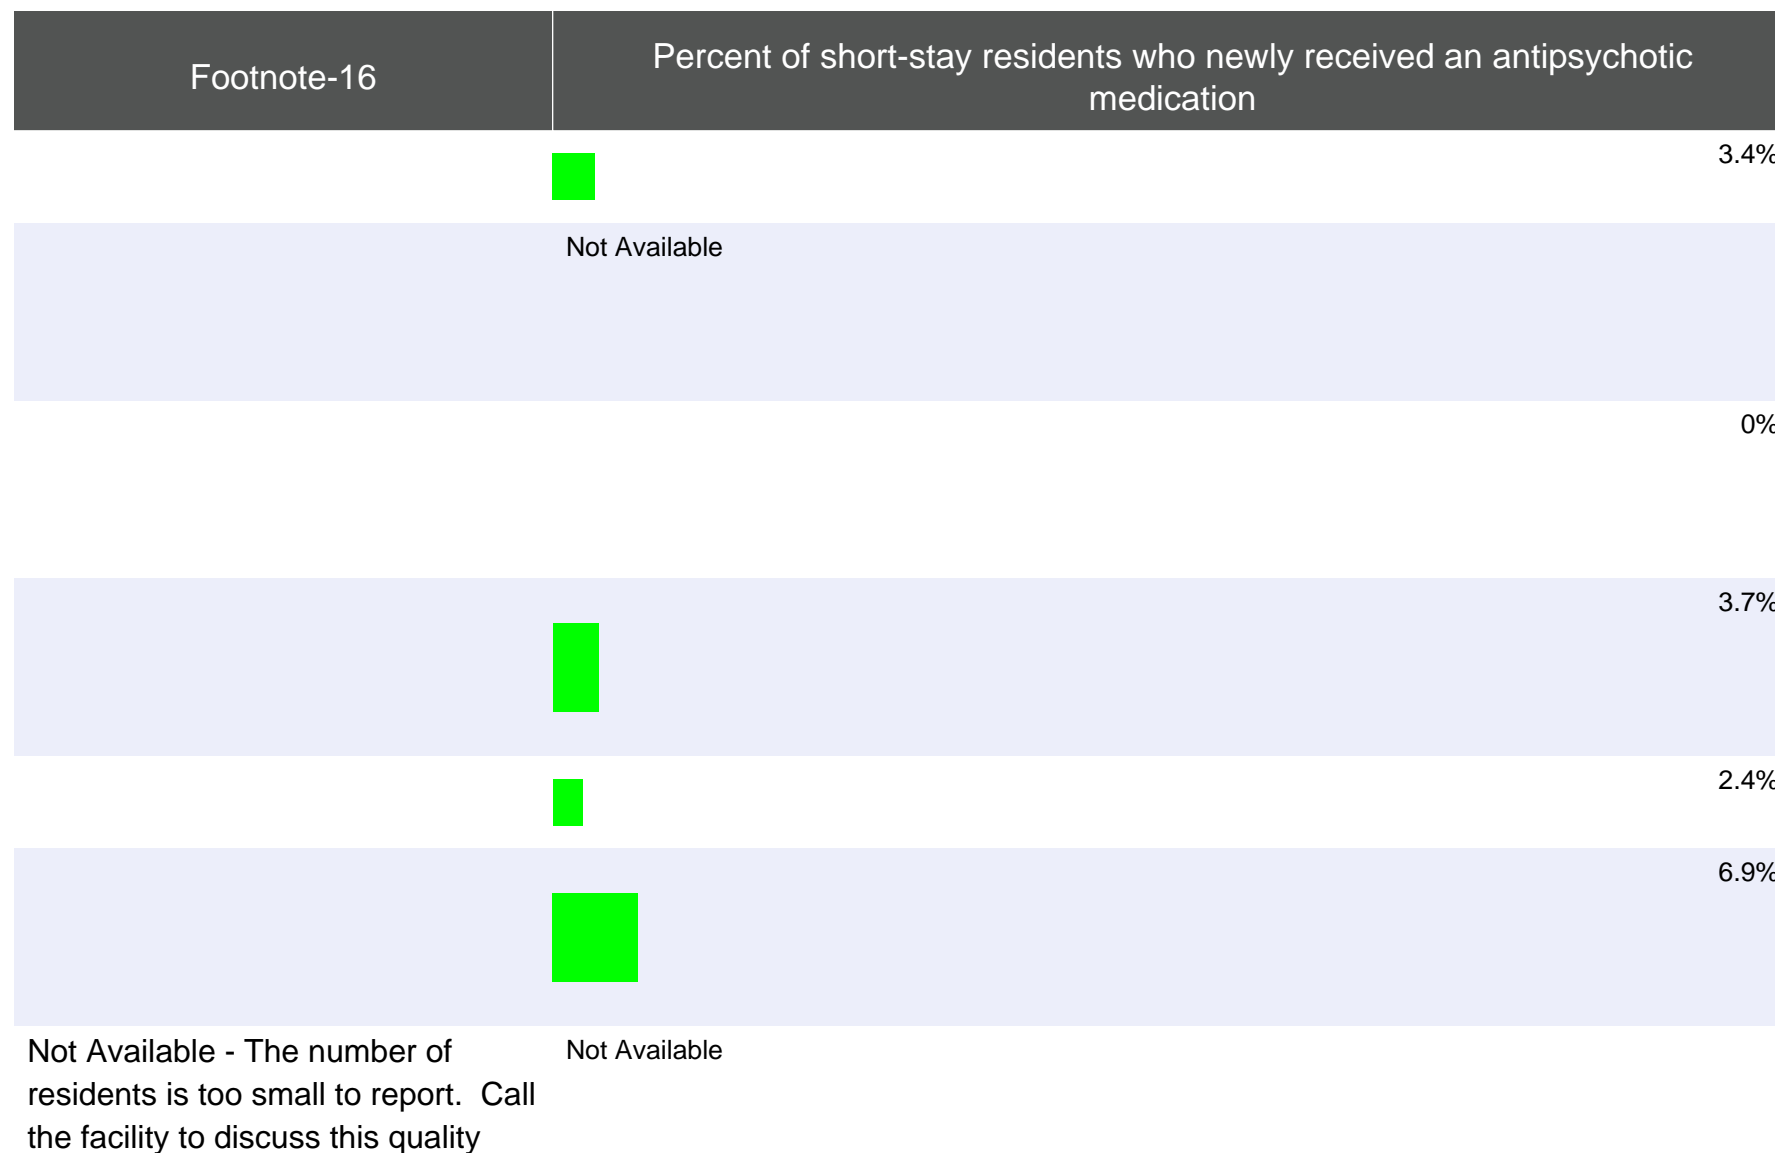 Footnote-16
Percent of short-stay residents who newly received an antipsychotic
medication
3.4%
Not Available
0%
3.7%
2.4%
6.9%
Not Available - The number of
residents is too small to report.  Call
the facility to discuss this quality
Not Available